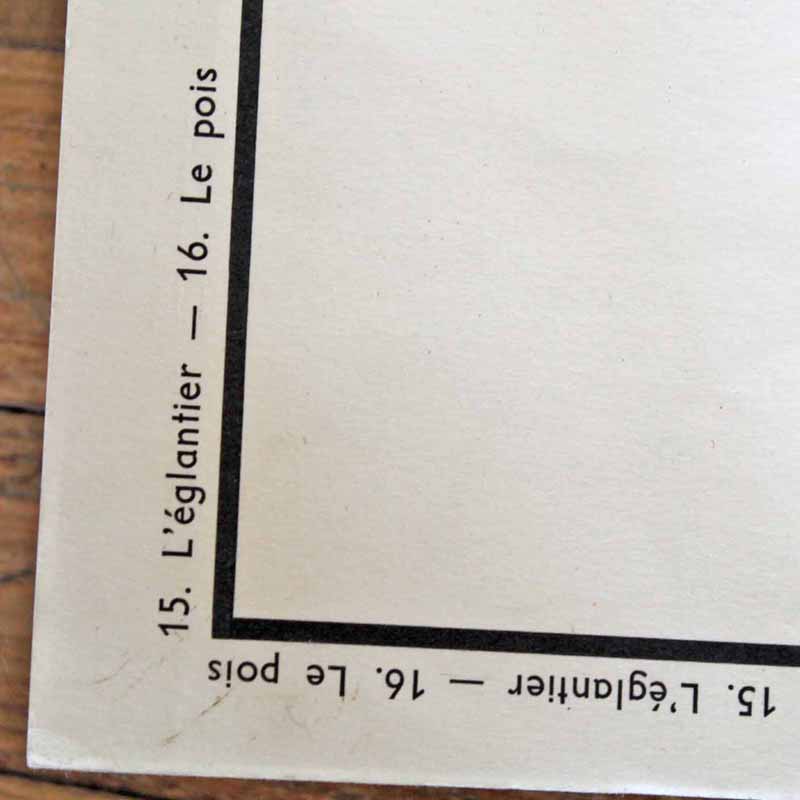 15. L'églantier — 16. Le pois
15. L'églantier — 16. Le pois